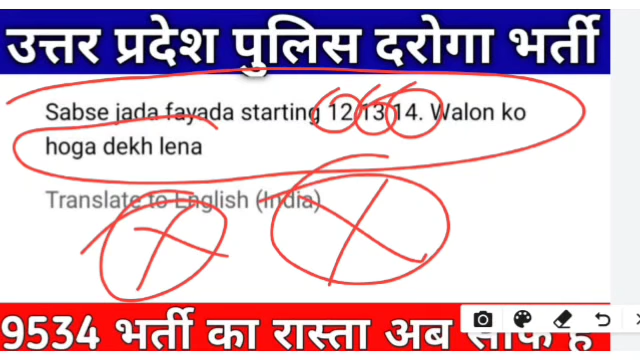 उत्तर प्रदेश पुलिस दरोगा भर्ती
Sabse jada fayada starting 12 13 14. Walon ko
hoga dekh lena
Translate to English (India)
9534 भर्ती का रास्ता अब साफ है